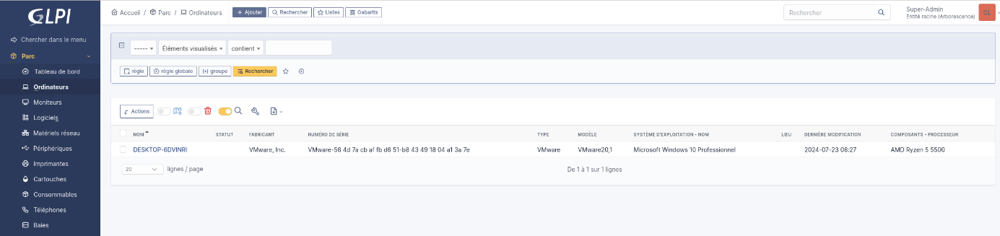 GLPI
Accueil / Parc / Ordinateurs
Ajouter
Rechercher
Listes
Gabarits
Rechercher
Super-Admin
Entité racine (Arborescence)
GL
Chercher dans le menu
Parc
Tableau de bord
Ordinateurs
Moniteurs
Logiciels
Matériels réseau
Périphériques
Imprimantes
Cartouches
Consommables
Téléphones
Baies
----- Éléments visualisés contient
règle règle globale groupe Rechercher
Actions
NOM STATUT FABRICANT NUMÉRO DE SÉRIE TYPE MODÈLE SYSTÈME D'EXPLOITATION - NOM LIEU DERNIÈRE MODIFICATION COMPOSANTS - PROCESSEUR
DESKTOP-6DVINRI VMware, Inc. VMware-56 4d 7a cb af fb d6 51-b8 43 49 18 04 a1 3a 7e VMware VMware20,1 Microsoft Windows 10 Professionnel 2024-07-23 08:27 AMD Ryzen 5 5500
20 lignes / page De 1 à 1 sur 1 lignes